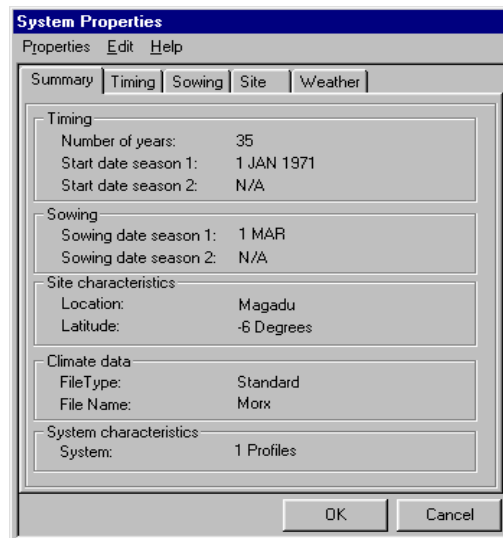 System Properties
Properties Edit Help
Summary Timing Sowing Site Weather
Timing
Number of years: 35
Start date season 1: 1 JAN 1971
Start date season 2: N/A
Sowing
Sowing date season 1: 1 MAR
Sowing date season 2: N/A
Site characteristics
Location: Magadu
Latitude: -6 Degrees
Climate data
FileType: Standard
File Name: Morx
System characteristics
System: 1 Profiles
OK Cancel